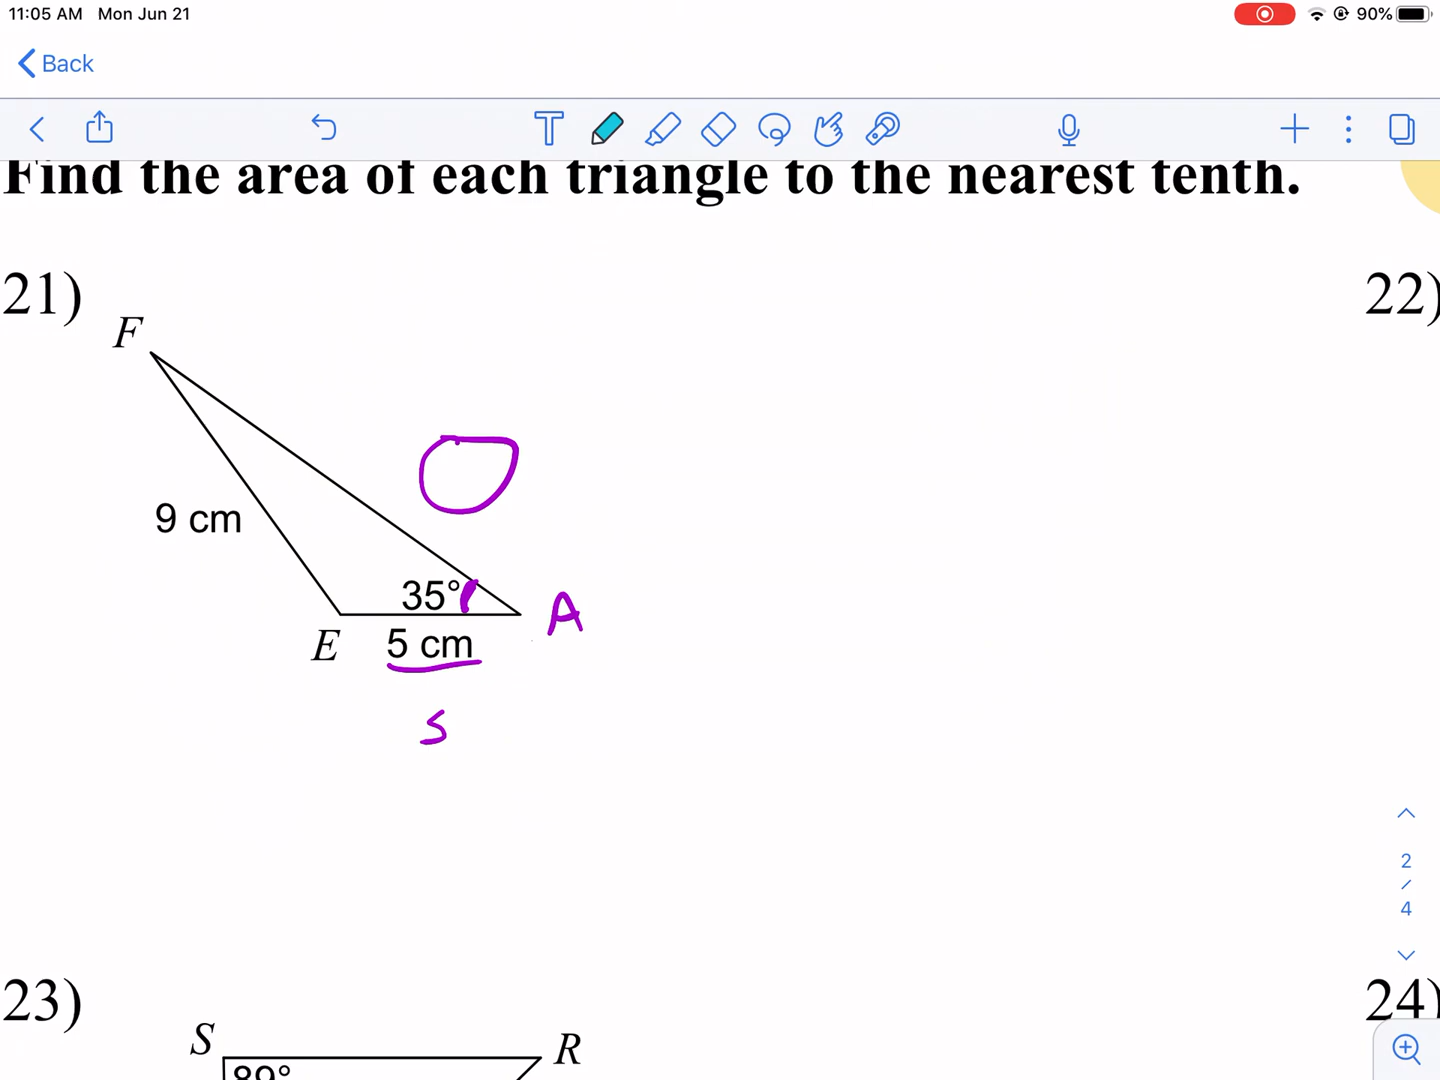 11:05 AM Mon Jun 21
90%
Back
Find the area of each triangle to the nearest tenth.
21)
22)
F
9 cm
35°
A
E
5 cm
S
2
/
4
23)
24)
S
R
89°